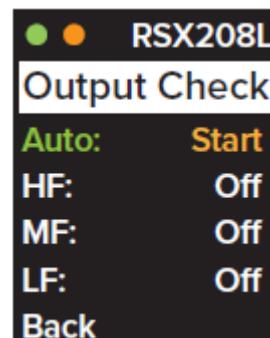 RSX208L
Output Check
Auto: Start
HF: Off
MF: Off
LF: Off
Back